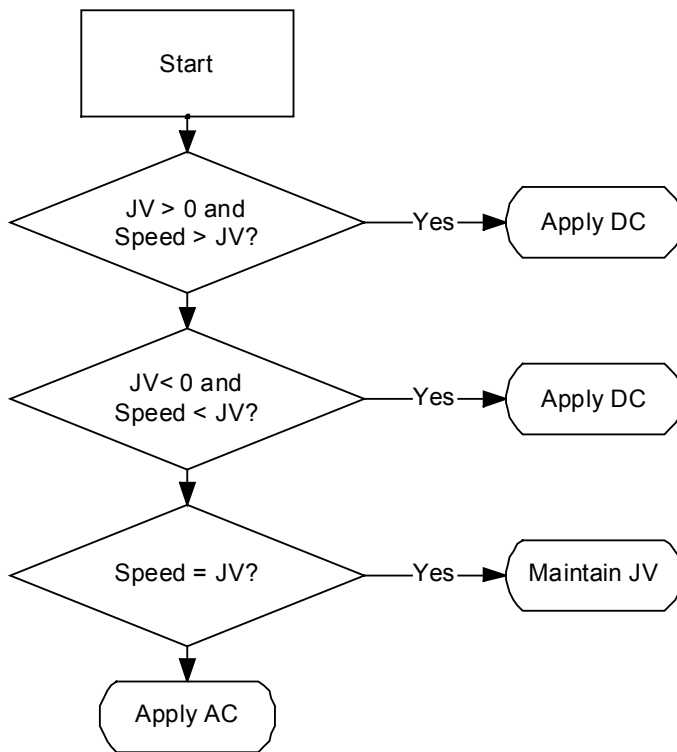 Start
JV > 0 and
Speed > JV?
Yes
Apply DC
JV< 0 and
Speed < JV?
Yes
Apply DC
Speed = JV?
Yes
Maintain JV
Apply AC